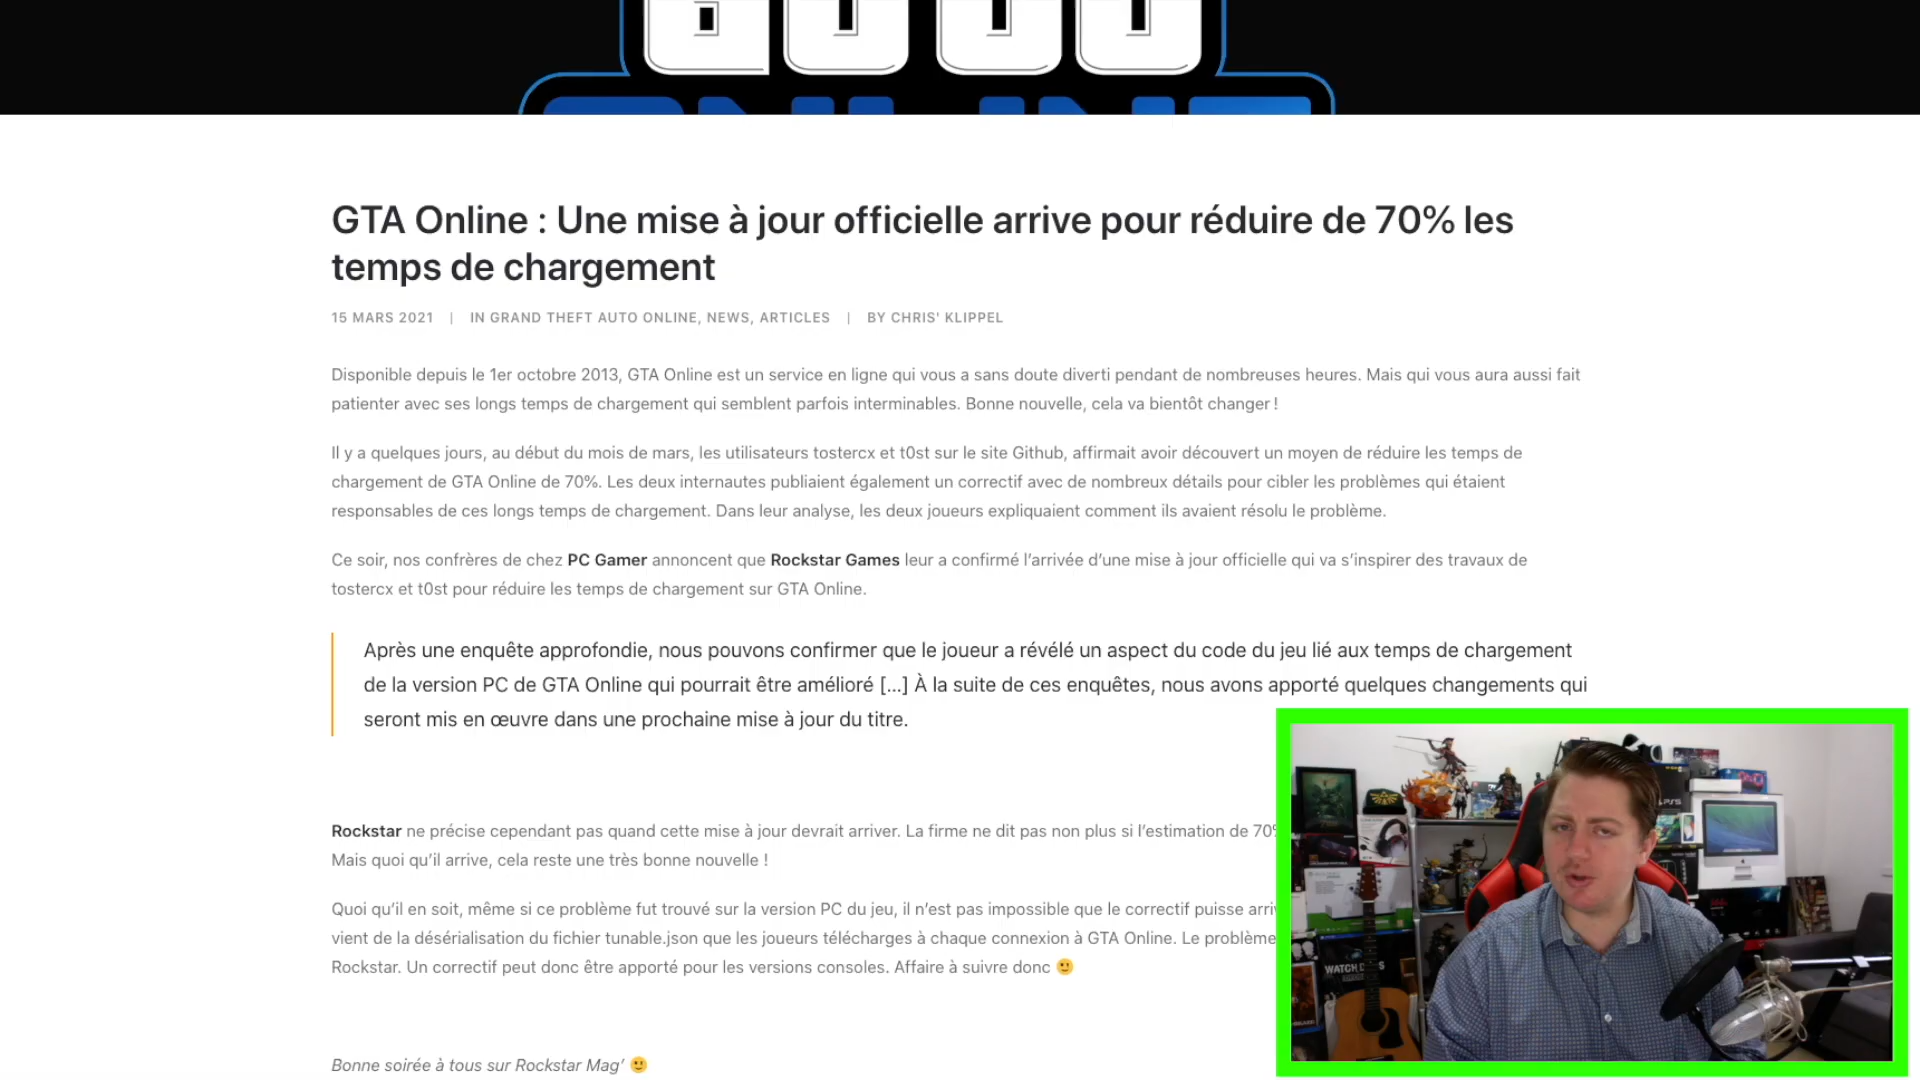 GTA Online : Une mise à jour officielle arrive pour réduire de 70% les
temps de chargement
15 MARS 2021 | IN GRAND THEFT AUTO ONLINE, NEWS, ARTICLES | BY CHRIS' KLIPPEL
Disponible depuis le 1er octobre 2013, GTA Online est un service en ligne qui vous a sans doute diverti pendant de nombreuses heures. Mais qui vous aura aussi fait
patienter avec ses longs temps de chargement qui semblent parfois interminables. Bonne nouvelle, cela va bientôt changer !
Il y a quelques jours, au début du mois de mars, les utilisateurs tostercx et t0st sur le site Github, affirmait avoir découvert un moyen de réduire les temps de
chargement de GTA Online de 70%. Les deux internautes publiaient également un correctif avec de nombreux détails pour cibler les problèmes qui étaient
responsables de ces longs temps de chargement. Dans leur analyse, les deux joueurs expliquaient comment ils avaient résolu le problème.
Ce soir, nos confrères de chez PC Gamer annoncent que Rockstar Games leur a confirmé l'arrivée d'une mise à jour officielle qui va s'inspirer des travaux de
tostercx et t0st pour réduire les temps de chargement sur GTA Online.
Après une enquête approfondie, nous pouvons confirmer que le joueur a révélé un aspect du code du jeu lié aux temps de chargement
de la version PC de GTA Online qui pourrait être amélioré [...] À la suite de ces enquêtes, nous avons apporté quelques changements qui
seront mis en œuvre dans une prochaine mise à jour du titre.
Rockstar ne précise cependant pas quand cette mise à jour devrait arriver. La firme ne dit pas non plus si l'estimation de 70%
Mais quoi qu'il arrive, cela reste une très bonne nouvelle !
Quoi qu'il en soit, même si ce problème fut trouvé sur la version PC du jeu, il n'est pas impossible que le correctif puisse
vient de la désérialisation du fichier tunable.json que les joueurs télécharges à chaque connexion à GTA Online. Le problème
Rockstar. Un correctif peut donc être apporté pour les versions consoles. Affaire à suivre donc 🙂
Bonne soirée à tous sur Rockstar Mag' 🙂
WATCH DOGS